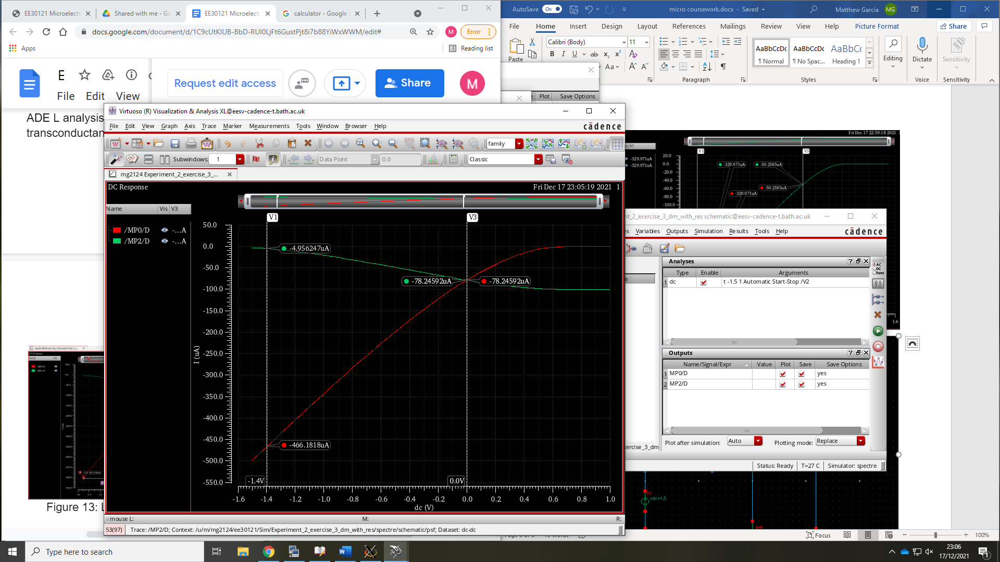 EE30121 Microelectr
Shared with me - Go
EE30121 Microelectr
calculator - Google S
docs.google.com/document/d/1C9cUtKlUB-BbD-RUI0LjFt6GustPjt8i7b88YiWxWWM/edit#
M
Error
Apps
Reading list
E
Request edit access
Share
M
File Edit View
ADE L analysis
transconductan
Figure 13: L
AutoSave On
micro coursework.docx - Saved
Matthew Garcia MG
File Home Insert Design Layout References Mailings Review View Help Picture Format
Share
Paste
Calibri (Body) 11
Paragraph
AaBbCcDc AaBbCcDc AaBbCc
¶ Normal ¶ No Spac... Heading 1
Styles
Editing
Dictate
Voice
Sensitivity
Sensitivity
Plot Save Options
Virtuoso (R) Visualization & Analysis XL@eesv-cadence-t.bath.ac.uk
File Edit View Graph Axis Trace Marker Measurements Tools Window Browser Help
cādence
family
Subwindows: 1
Data Point 0.0
Classic
mg2124 Experiment_2_exercise_3_...
DC Response
Fri Dec 17 23:05:19 2021 1
Name Vis V3
/MP0/D -...A
/MP2/D -...A
V1
V3
50.0
0.0
-50.0
-100.0
-150.0
-200.0
-250.0
-300.0
-350.0
-400.0
-450.0
-500.0
-550.0
I (uA)
-4.956247uA
-78.24592uA
-78.24592uA
-466.1818uA
-1.4V
0.0V
-1.6 -1.4 -1.2 -1.0 -0.8 -0.6 -0.4 -0.2 0.0 0.2 0.4 0.6 0.8 1.0
dc (V)
mouse L: M: R:
53(97) Trace: /MP2/D; Context: /u/m/mg2124/ee30121/Sim/Experiment_2_exercise_3_dm_with_res/spectre/schematic/psf; Dataset: dc-dc
Fri Dec 17 22:59:18 2021
V1
V3
-329.971uA
-329.971uA
20.0
0.0
-20.0
-40.0
-60.0
-80.0
-100.0
-329.971uA
-50.2585uA
-50.2585uA
-329.971uA
1.6
t_2_exercise_3_dm_with_res schematic@eesv-cadence-t.bath.ac.uk
es Variables Outputs Simulation Results Tools Help
cādence
Analyses
Type Enable Arguments
1 dc t -1.5 1 Automatic Start-Stop /V2
AC
DC
Trans
Outputs
Name/Signal/Expr Value Plot Save Save Options
1 MP0/D yes
2 MP2/D yes
Plot after simulation: Auto Plotting mode: Replace
xercise_3_dm
Status: Ready T=27 C Simulator: spectre
V1
vdc=1.5
gnd
Focus
100%
Type here to search
23:06
17/12/2021
1